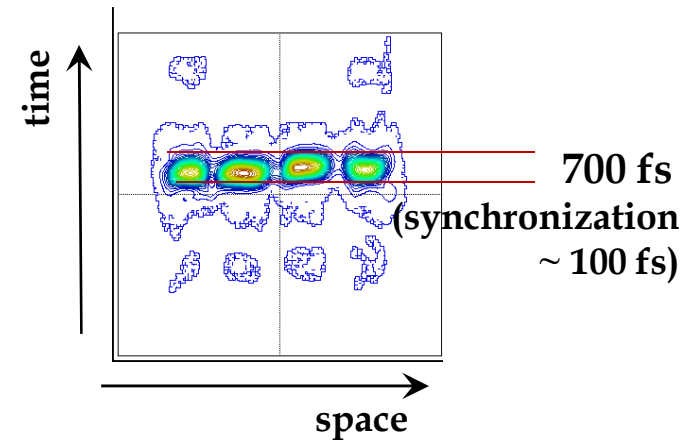 time
700 fs
(synchronization
~ 100 fs)
space